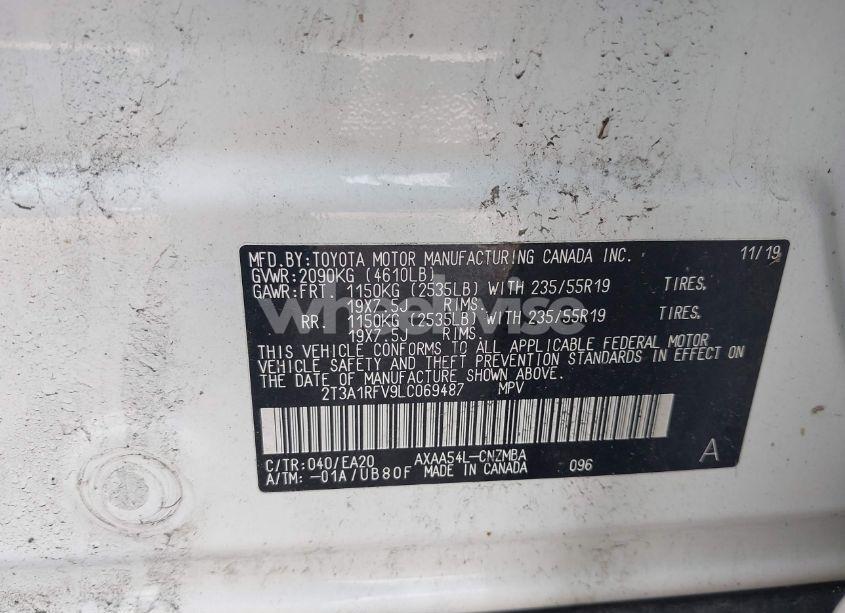 MFD.BY:TOYOTA MOTOR MANUFACTURING CANADA INC. 11/19
GVWR:2090KG (4610LB)
GAWR:FRT. 1150KG (2535LB) WITH 235/55R19 TIRES,
19X7.5J RIMS.
RR. 1150KG (2535LB) WITH 235/55R19 TIRES,
19X7.5J RIMS.
THIS VEHICLE CONFORMS TO ALL APPLICABLE FEDERAL MOTOR
VEHICLE SAFETY AND THEFT PREVENTION STANDARDS IN EFFECT ON
THE DATE OF MANUFACTURE SHOWN ABOVE.
2T3A1RFV9LC069487 MPV
C/TR:040/EA20 AXAA54L-CNZMBA 096 A
A/TM: -01A/UB80F MADE IN CANADA
wheelwise